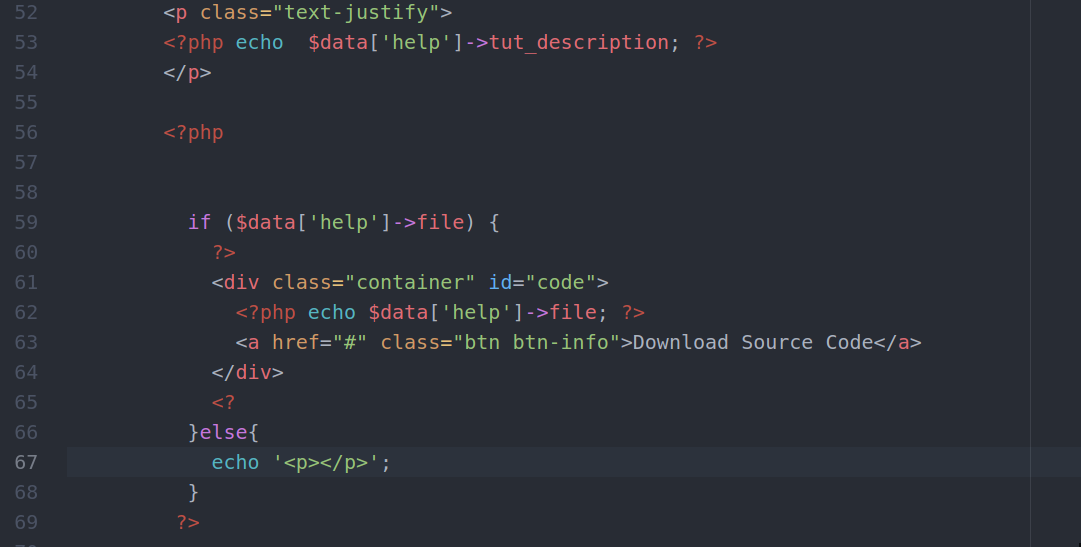 52 <p class="text-justify">
53 <?php echo  $data['help']->tut_description; ?>
54 </p>
55
56 <?php
57
58
59 if ($data['help']->file) {
60 ?>
61 <div class="container" id="code">
62 <?php echo $data['help']->file; ?>
63 <a href="#" class="btn btn-info">Download Source Code</a>
64 </div>
65 <?
66 }else{
67 echo '<p></p>';
68 }
69 ?>